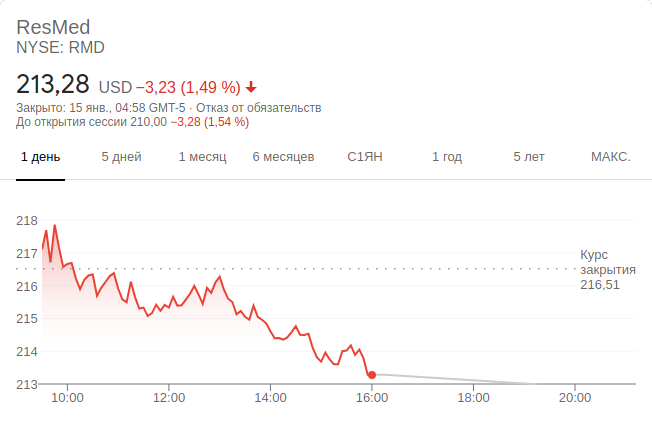 ResMed
NYSE: RMD
213,28 USD −3,23 (1,49 %)
Закрыто: 15 янв., 04:58 GMT-5 · Отказ от обязательств
До открытия сессии 210,00 −3,28 (1,54 %)
1 день 5 дней 1 месяц 6 месяцев С1ЯН 1 год 5 лет МАКС.
218
217
216
215
214
213
Курс
закрытия
216,51
10:00 12:00 14:00 16:00 18:00 20:00